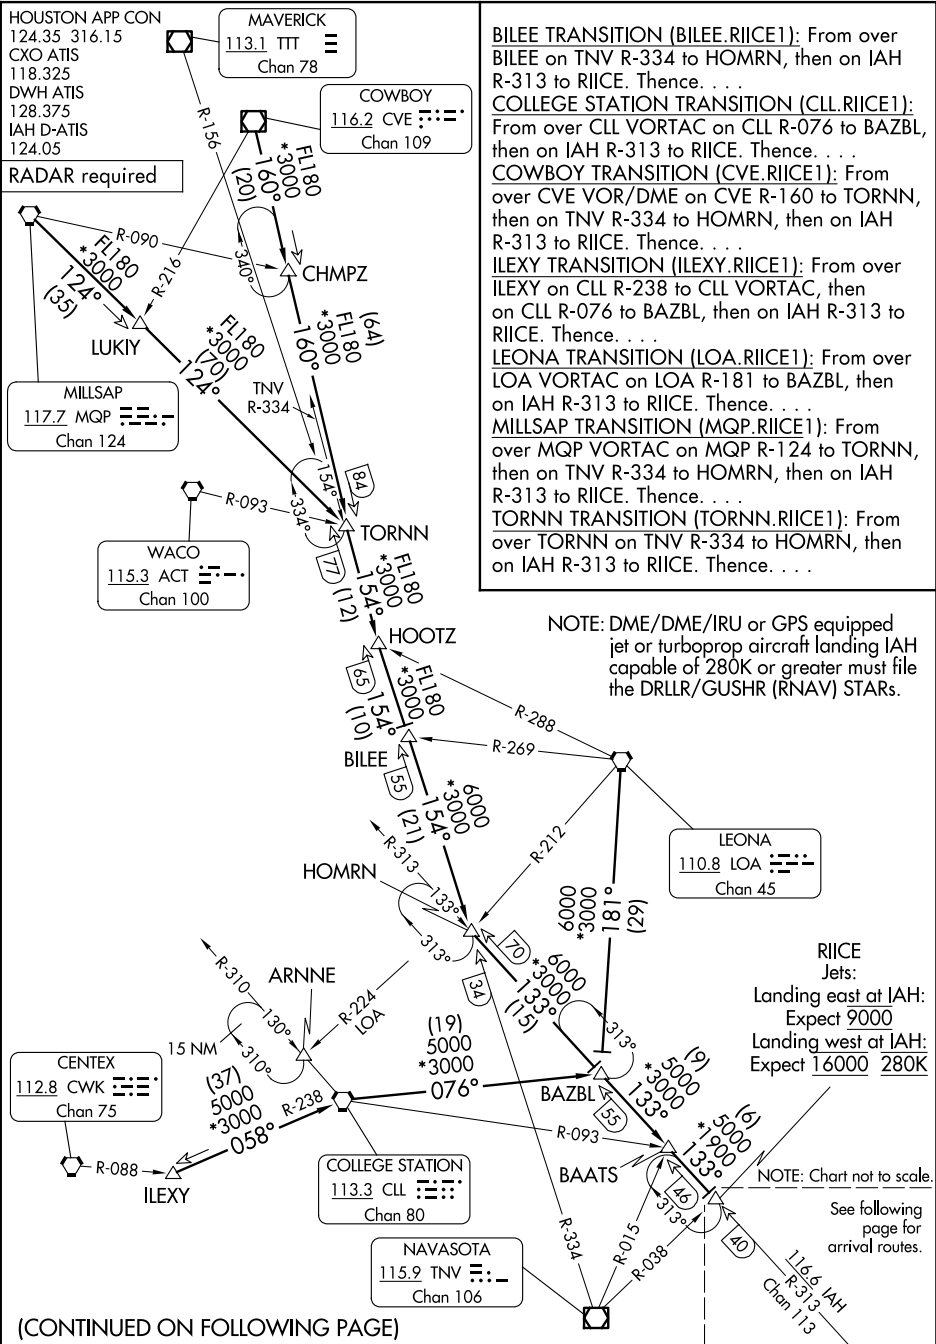 HOUSTON APP CON
124.35 316.15
CXO ATIS
118.325
DWH ATIS
128.375
IAH D-ATIS
124.05
RADAR required
MAVERICK
113.1 TTT
Chan 78
COWBOY
116.2 CVE
Chan 109
R-156
FL180
*3000
160°
(20)
R-090
R-216
340°
CHMPZ
FL180
*3000
124°
(35)
LUKIY
(64)
FL180
*3000
160°
FL180
*3000
(70)
124°
TNV
R-334
MILLSAP
117.7 MQP
Chan 124
154°
84
334°
R-093
TORNN
77
WACO
115.3 ACT
Chan 100
FL180
*3000
154°
(12)
HOOTZ
65
FL180
*3000
154°
(10)
R-288
R-269
BILEE
55
6000
*3000
154°
(21)
R-212
LEONA
110.8 LOA
Chan 45
R-313
HOMRN
133°
313°
70
34
6000
*3000
181°
(29)
6000
*3000
133°
(15)
313°
R-310
ARNNE
R-224
LOA
130°
310°
15 NM
(19)
5000
*3000
076°
CENTEX
112.8 CWK
Chan 75
(37)
5000
*3000
058°
R-238
R-088
ILEXY
COLLEGE STATION
113.3 CLL
Chan 80
R-093
BAZBL
55
(9)
5000
*3000
133°
BAATS
46
313°
(6)
5000
*1900
133°
40
RIICE
Jets:
Landing east at IAH:
Expect 9000
Landing west at IAH:
Expect 16000 280K
NOTE: Chart not to scale.
See following
page for
arrival routes.
116.6 IAH
R-313
Chan 113
R-334
R-015
R-038
NAVASOTA
115.9 TNV
Chan 106
BILEE TRANSITION (BILEE.RIICE1): From over
BILEE on TNV R-334 to HOMRN, then on IAH
R-313 to RIICE. Thence. . . .
COLLEGE STATION TRANSITION (CLL.RIICE1):
From over CLL VORTAC on CLL R-076 to BAZBL,
then on IAH R-313 to RIICE. Thence. . . .
COWBOY TRANSITION (CVE.RIICE1): From
over CVE VOR/DME on CVE R-160 to TORNN,
then on TNV R-334 to HOMRN, then on IAH
R-313 to RIICE. Thence. . . .
ILEXY TRANSITION (ILEXY.RIICE1): From over
ILEXY on CLL R-238 to CLL VORTAC, then
on CLL R-076 to BAZBL, then on IAH R-313 to
RIICE. Thence. . . .
LEONA TRANSITION (LOA.RIICE1): From over
LOA VORTAC on LOA R-181 to BAZBL, then
on IAH R-313 to RIICE. Thence. . . .
MILLSAP TRANSITION (MQP.RIICE1): From
over MQP VORTAC on MQP R-124 to TORNN,
then on TNV R-334 to HOMRN, then on IAH
R-313 to RIICE. Thence. . . .
TORNN TRANSITION (TORNN.RIICE1): From
over TORNN on TNV R-334 to HOMRN, then
on IAH R-313 to RIICE. Thence. . . .
NOTE: DME/DME/IRU or GPS equipped
jet or turboprop aircraft landing IAH
capable of 280K or greater must file
the DRLLR/GUSHR (RNAV) STARs.
(CONTINUED ON FOLLOWING PAGE)